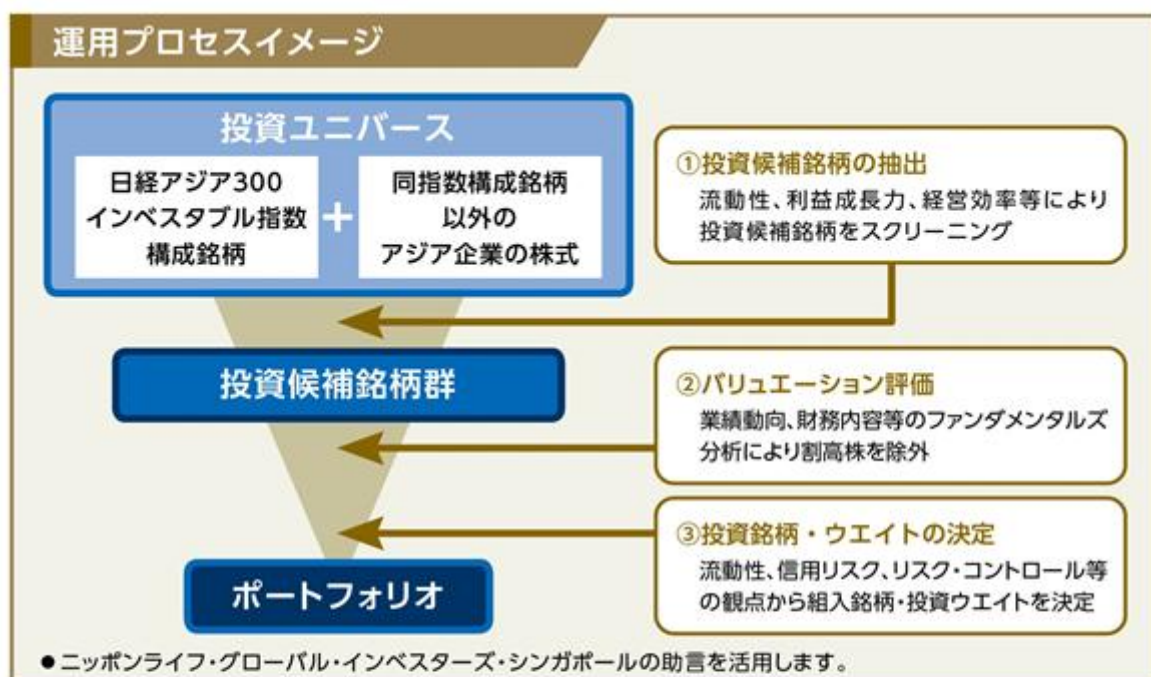 運用プロセスイメージ
投資ユニバース
日経アジア300
インベスタブル指数
構成銘柄
+
同指数構成銘柄
以外の
アジア企業の株式
①投資候補銘柄の抽出
流動性、利益成長力、経営効率等により
投資候補銘柄をスクリーニング
投資候補銘柄群
②バリュエーション評価
業績動向、財務内容等のファンダメンタルズ
分析により割高株を除外
③投資銘柄・ウエイトの決定
流動性、信用リスク、リスク・コントロール等
の観点から組入銘柄・投資ウエイトを決定
ポートフォリオ
●ニッポンライフ・グローバル・インベスターズ・シンガポールの助言を活用します。